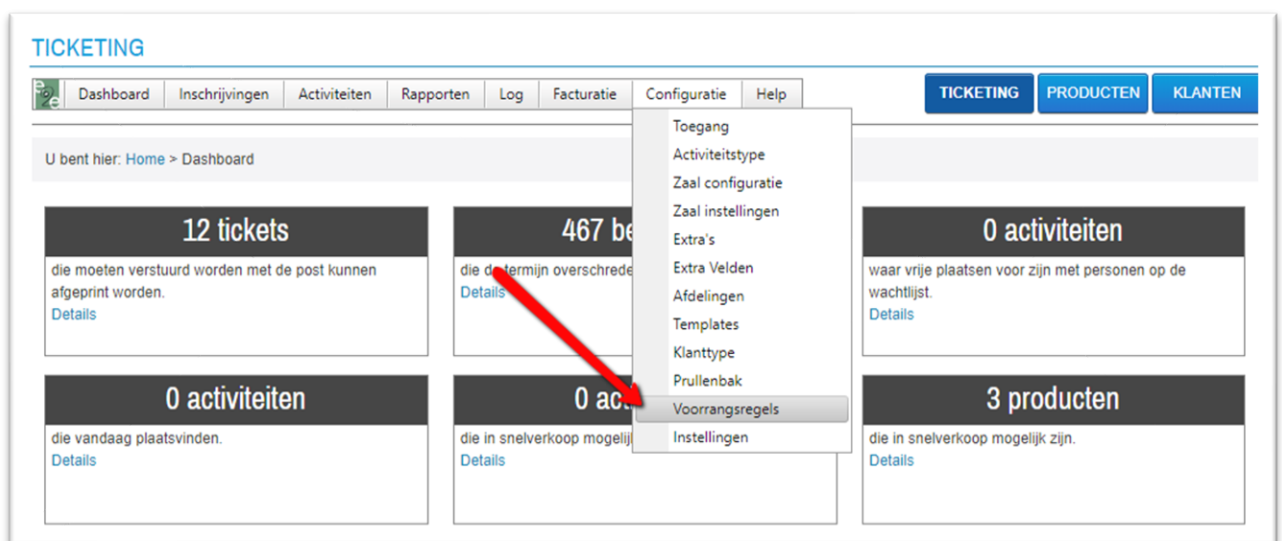 TICKETING
e2e Dashboard Inschrijvingen Activiteiten Rapporten Log Facturatie Configuratie Help
TICKETING PRODUCTEN KLANTEN
Toegang
Activiteitstype
Zaal configuratie
Zaal instellingen
Extra's
Extra Velden
Afdelingen
Templates
Klanttype
Prullenbak
Voorrangsregels
Instellingen
U bent hier: Home > Dashboard
12 tickets
die moeten verstuurd worden met de post kunnen
afgeprint worden.
Details
467
die de termijn
Details
0 activiteiten
waar vrije plaatsen voor zijn met personen op de
wachtlijst.
Details
0 activiteiten
die vandaag plaatsvinden.
Details
0
die in snelverkoop
Details
3 producten
die in snelverkoop mogelijk zijn.
Details